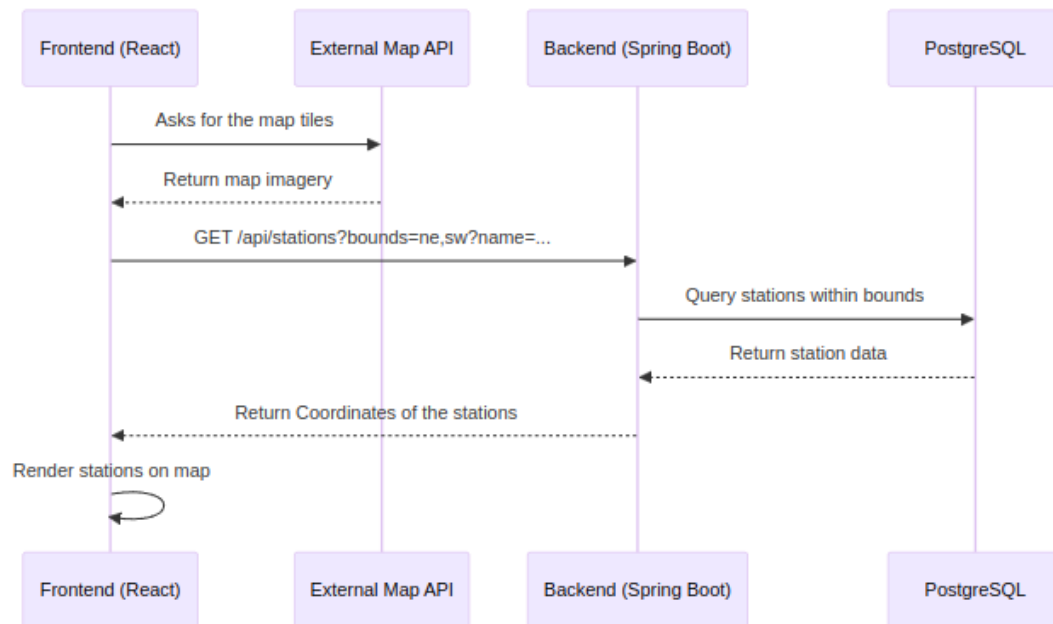 Frontend (React)
External Map API
Backend (Spring Boot)
PostgreSQL
Asks for the map tiles
Return map imagery
GET /api/stations?bounds=ne,sw?name=...
Query stations within bounds
Return station data
Return Coordinates of the stations
Render stations on map
Frontend (React)
External Map API
Backend (Spring Boot)
PostgreSQL